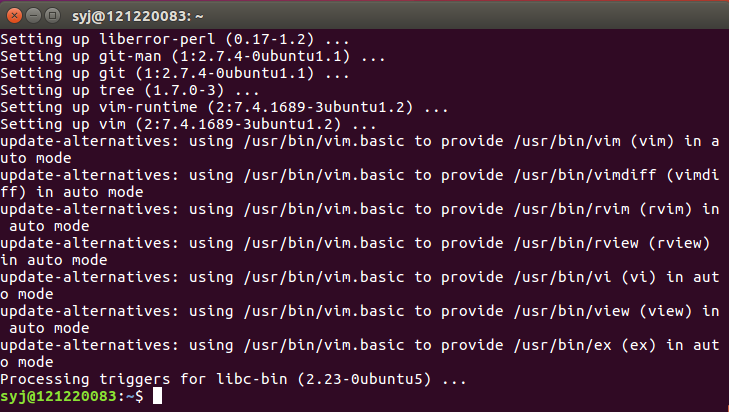 syj@121220083: ~
Setting up liberror-perl (0.17-1.2) ...
Setting up git-man (1:2.7.4-0ubuntu1.1) ...
Setting up git (1:2.7.4-0ubuntu1.1) ...
Setting up tree (1.7.0-3) ...
Setting up vim-runtime (2:7.4.1689-3ubuntu1.2) ...
Setting up vim (2:7.4.1689-3ubuntu1.2) ...
update-alternatives: using /usr/bin/vim.basic to provide /usr/bin/vim (vim) in a
uto mode
update-alternatives: using /usr/bin/vim.basic to provide /usr/bin/vimdiff (vimdi
ff) in auto mode
update-alternatives: using /usr/bin/vim.basic to provide /usr/bin/rvim (rvim) in
 auto mode
update-alternatives: using /usr/bin/vim.basic to provide /usr/bin/rview (rview) 
in auto mode
update-alternatives: using /usr/bin/vim.basic to provide /usr/bin/vi (vi) in aut
o mode
update-alternatives: using /usr/bin/vim.basic to provide /usr/bin/view (view) in
 auto mode
update-alternatives: using /usr/bin/vim.basic to provide /usr/bin/ex (ex) in aut
o mode
Processing triggers for libc-bin (2.23-0ubuntu5) ...
syj@121220083:~$